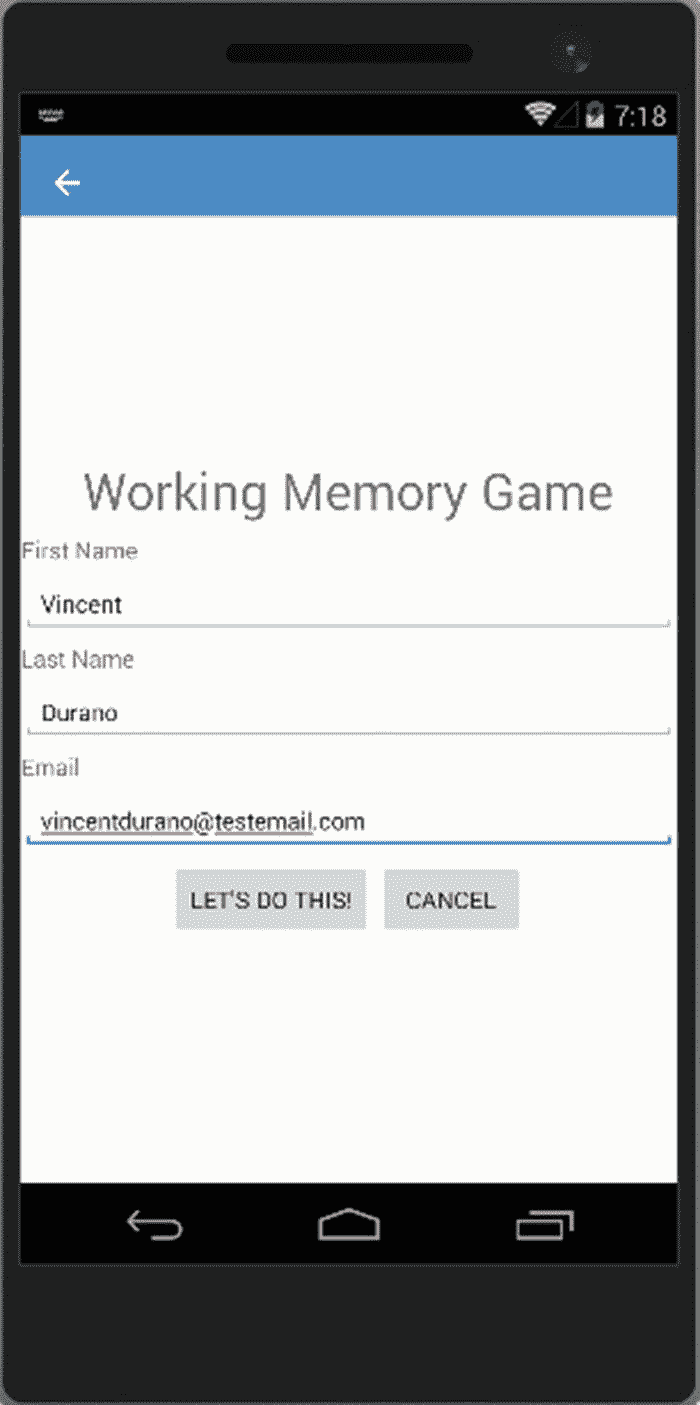 7:18
Working Memory Game
First Name
Vincent
Last Name
Durano
Email
vincentdurano@testemail.com
LET'S DO THIS! CANCEL